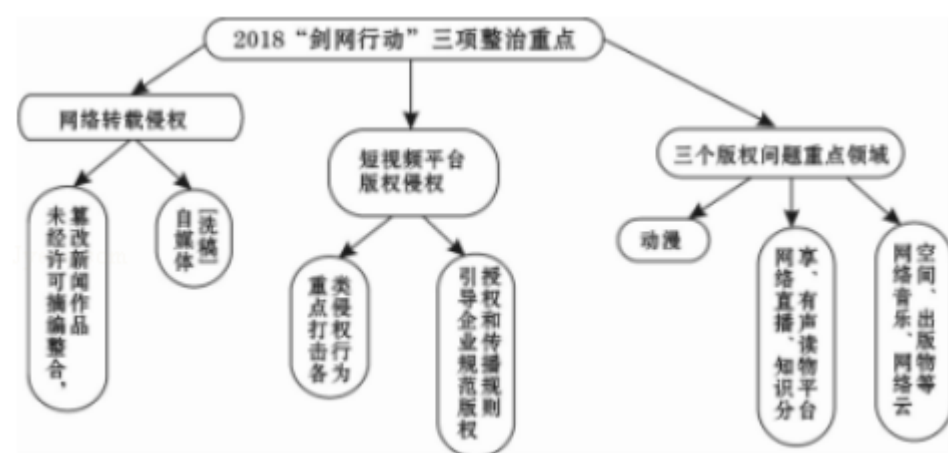 2018“剑网行动”三项整治重点
网络转载侵权
未经许可摘编整合，
篡改新闻作品
自媒体
［洗稿］
短视频平台
版权侵权
重点打击各
类侵权行为
引导企业规范版权
授权和传播规则
三个版权问题重点领域
动漫
网络直播、知识分
享、有声读物平台
网络音乐、网络云
空间、出版物等